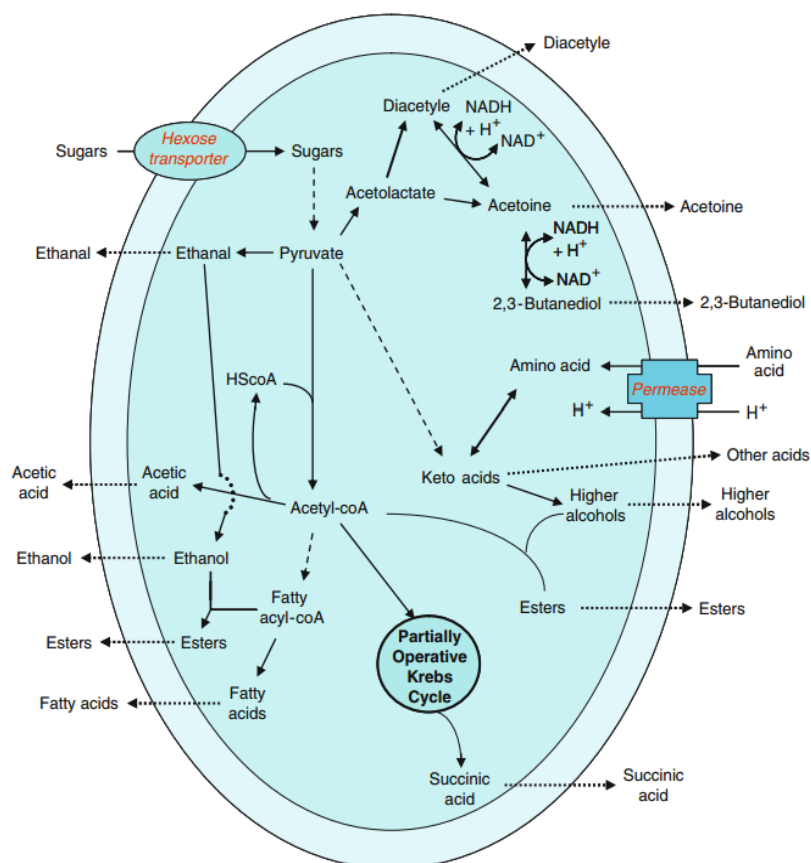 Diacetyle
Diacetyle
NADH
+ H+
NAD+
Hexose
transporter
Sugars
Sugars
Acetolactate
Acetoine
Acetoine
Ethanal
Ethanal
Pyruvate
NADH
+ H+
NAD+
2,3-Butanediol
2,3-Butanediol
Amino acid
Amino
acid
Permease
HScoA
H+
H+
Other acids
Keto acids
Acetic
acid
Acetic
acid
Higher
alcohols
Higher
alcohols
Acetyl-coA
Ethanol
Ethanol
Fatty
acyl-coA
Esters
Esters
Esters
Esters
Partially
Operative
Krebs
Cycle
Fatty acids
Fatty
acids
Succinic
acid
Succinic
acid